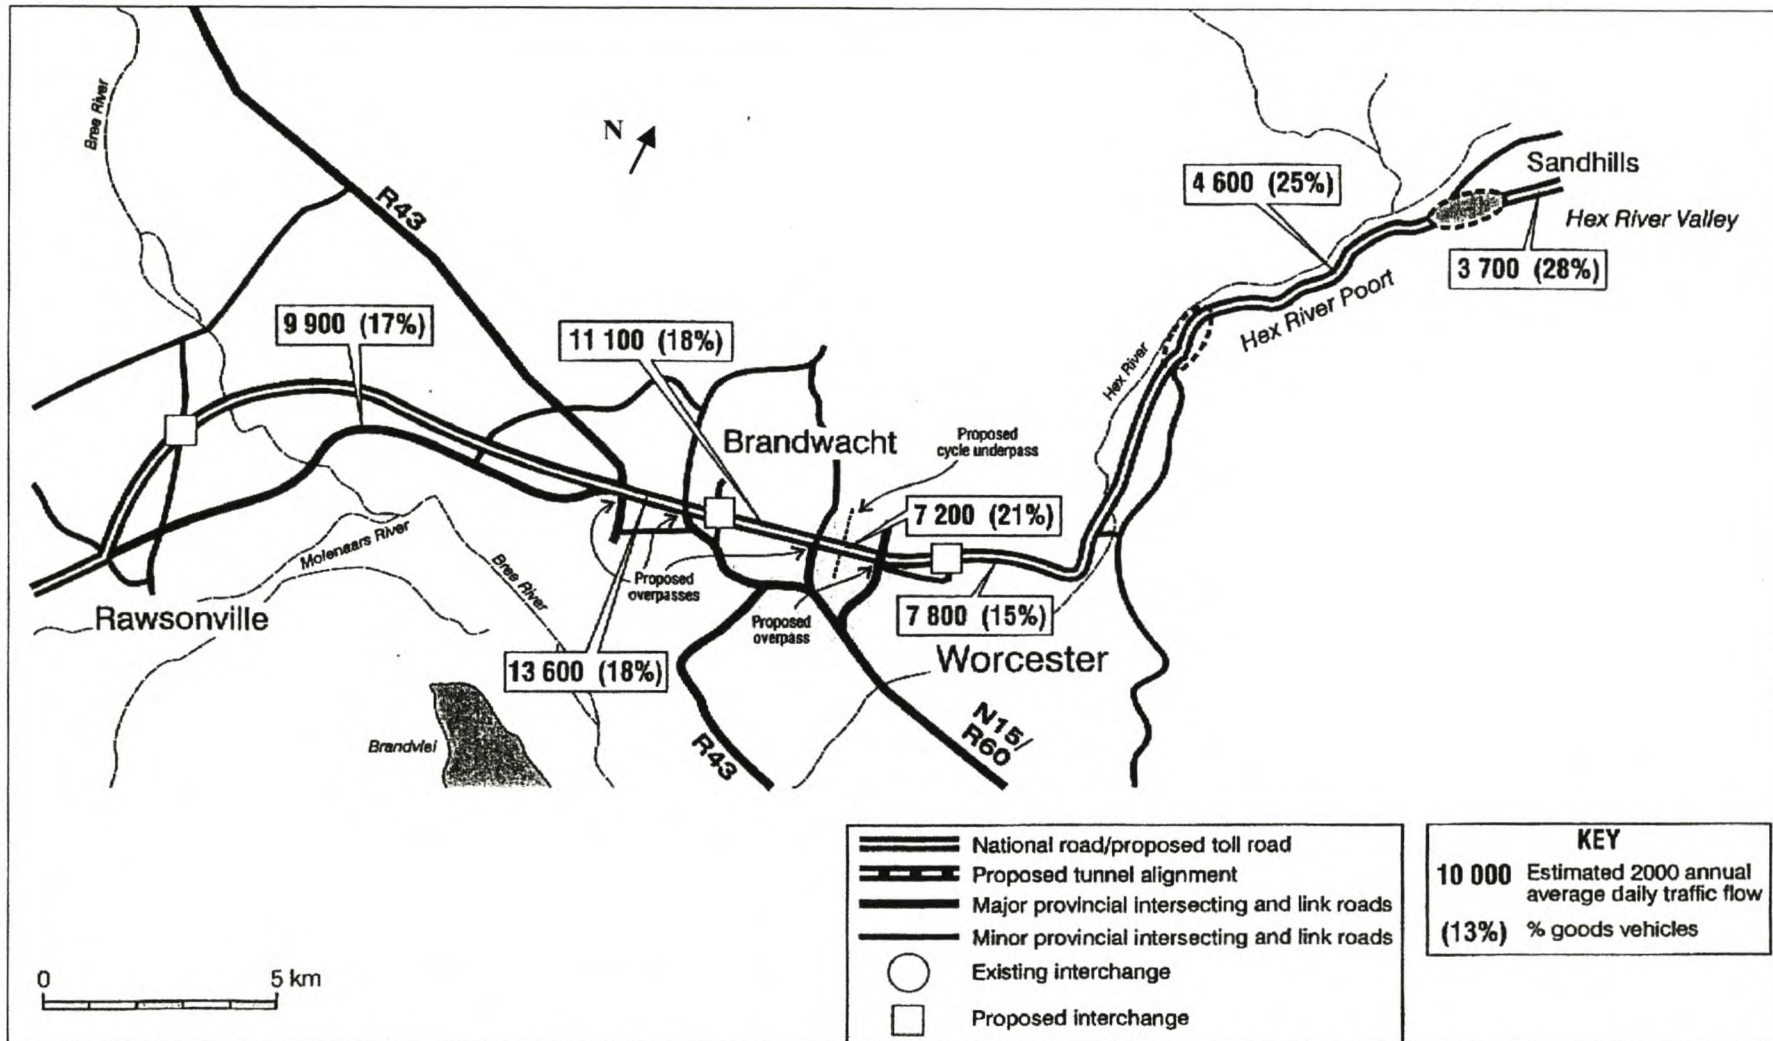 Bree River
R43
N
Sandhills
4 600 (25%)
Hex River Valley
3 700 (28%)
9 900 (17%)
11 100 (18%)
Hex River Poort
Hex River
Brandwacht
Proposed
cycle underpass
7 200 (21%)
Molenaars River
Bree River
Proposed
overpasses
Rawsonville
Proposed
overpass
7 800 (15%)
Worcester
13 600 (18%)
Brandvlei
R43
N15/
R60
National road/proposed toll road
Proposed tunnel alignment
Major provincial intersecting and link roads
Minor provincial intersecting and link roads
Existing interchange
Proposed interchange
KEY
10 000 Estimated 2000 annual
average daily traffic flow
(13%) % goods vehicles
0 5 km